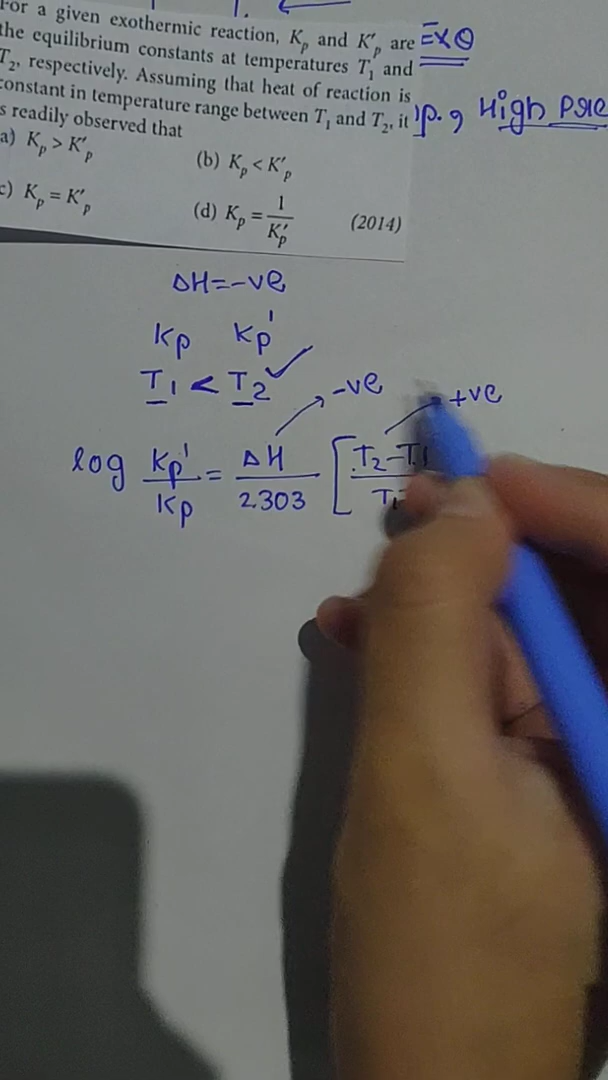 For a given exothermic reaction, Kp and K′p are
the equilibrium constants at temperatures T1 and
T2, respectively. Assuming that heat of reaction is
constant in temperature range between T1 and T2, it
s readily observed that
a) Kp > K′p
(b) Kp < K′p
c) Kp = K′p
(d) Kp = 1/K′p
(2014)
EXO
P. , High pre
ΔH=-ve
Kp Kp'
T1 < T2 ✓
-ve
+ve
log Kp'/Kp = ΔH/2.303 [T2-T1/T1